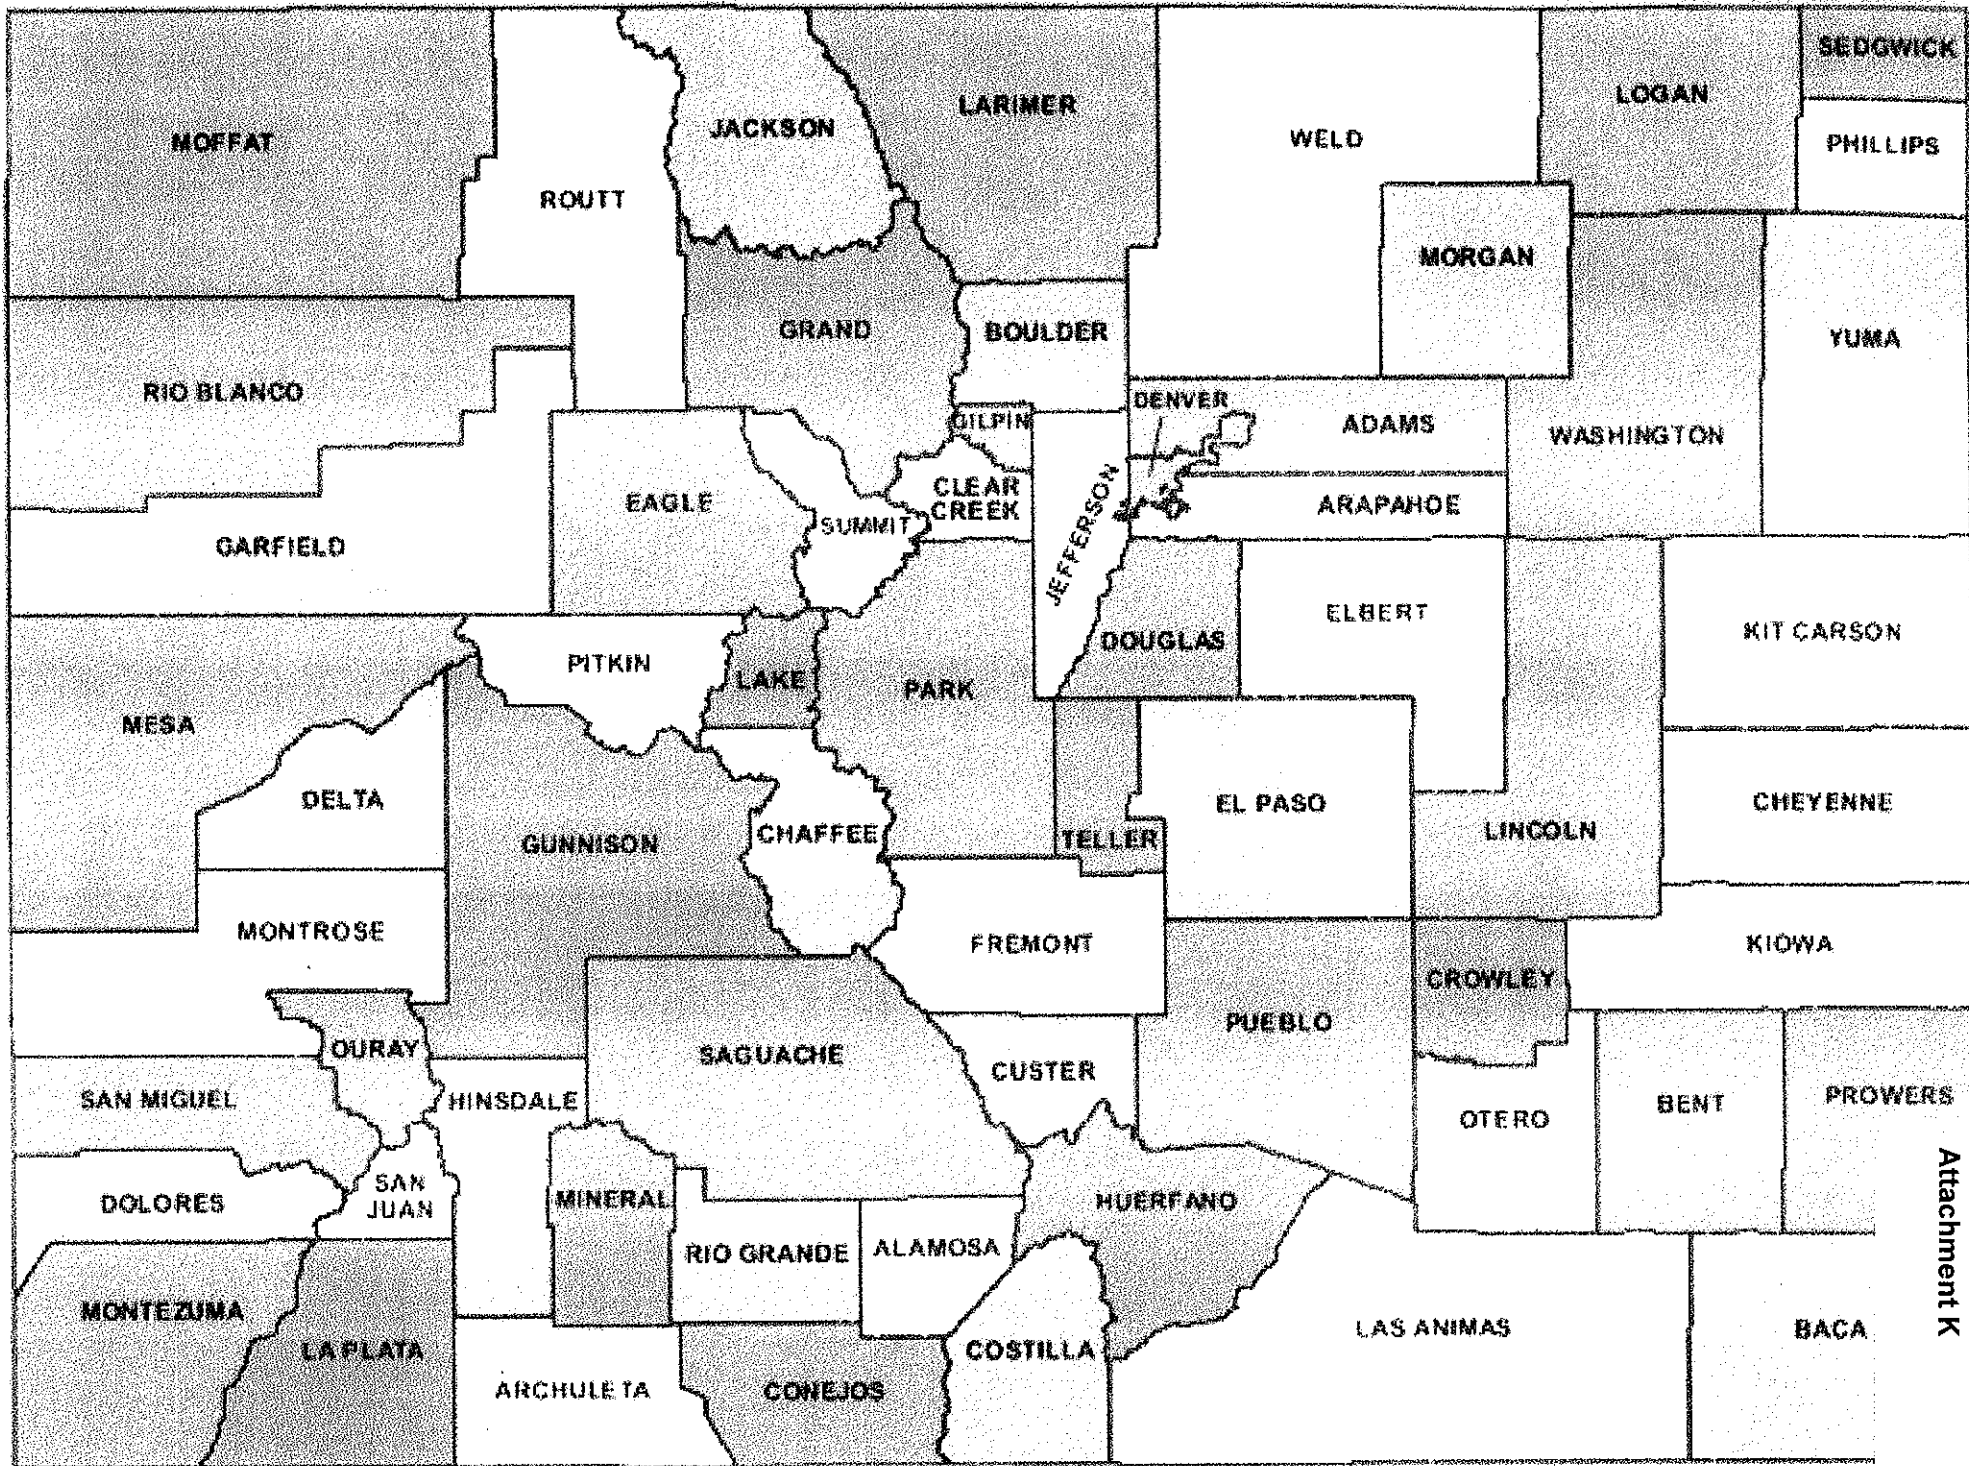 SEDGWICK
LOGAN
LARIMER
JACKSON
WELD
MOFFAT
PHILLIPS
ROUTT
MORGAN
GRAND
BOULDER
YUMA
RIO BLANCO
DENVER
GILPIN
ADAMS
WASHINGTON
EAGLE
CLEAR
CREEK
SUMMIT
ARAPAHOE
GARFIELD
JEFFERSON
ELBERT
KIT CARSON
DOUGLAS
PITKIN
LAKE
PARK
MESA
DELTA
EL PASO
CHEYENNE
GUNNISON
CHAFFEE
TELLER
LINCOLN
MONTROSE
FREMONT
KIOWA
CROWLEY
PUEBLO
OURAY
SAGUACHE
CUSTER
SAN MIGUEL
HINSDALE
OTERO
BENT
PROWERS
DOLORES
SAN
JUAN
MINERAL
HUERFANO
RIO GRANDE
ALAMOSA
MONTEZUMA
LA PLATA
COSTILLA
LAS ANIMAS
BACA
ARCHULETA
CONEJOS
Attachment K